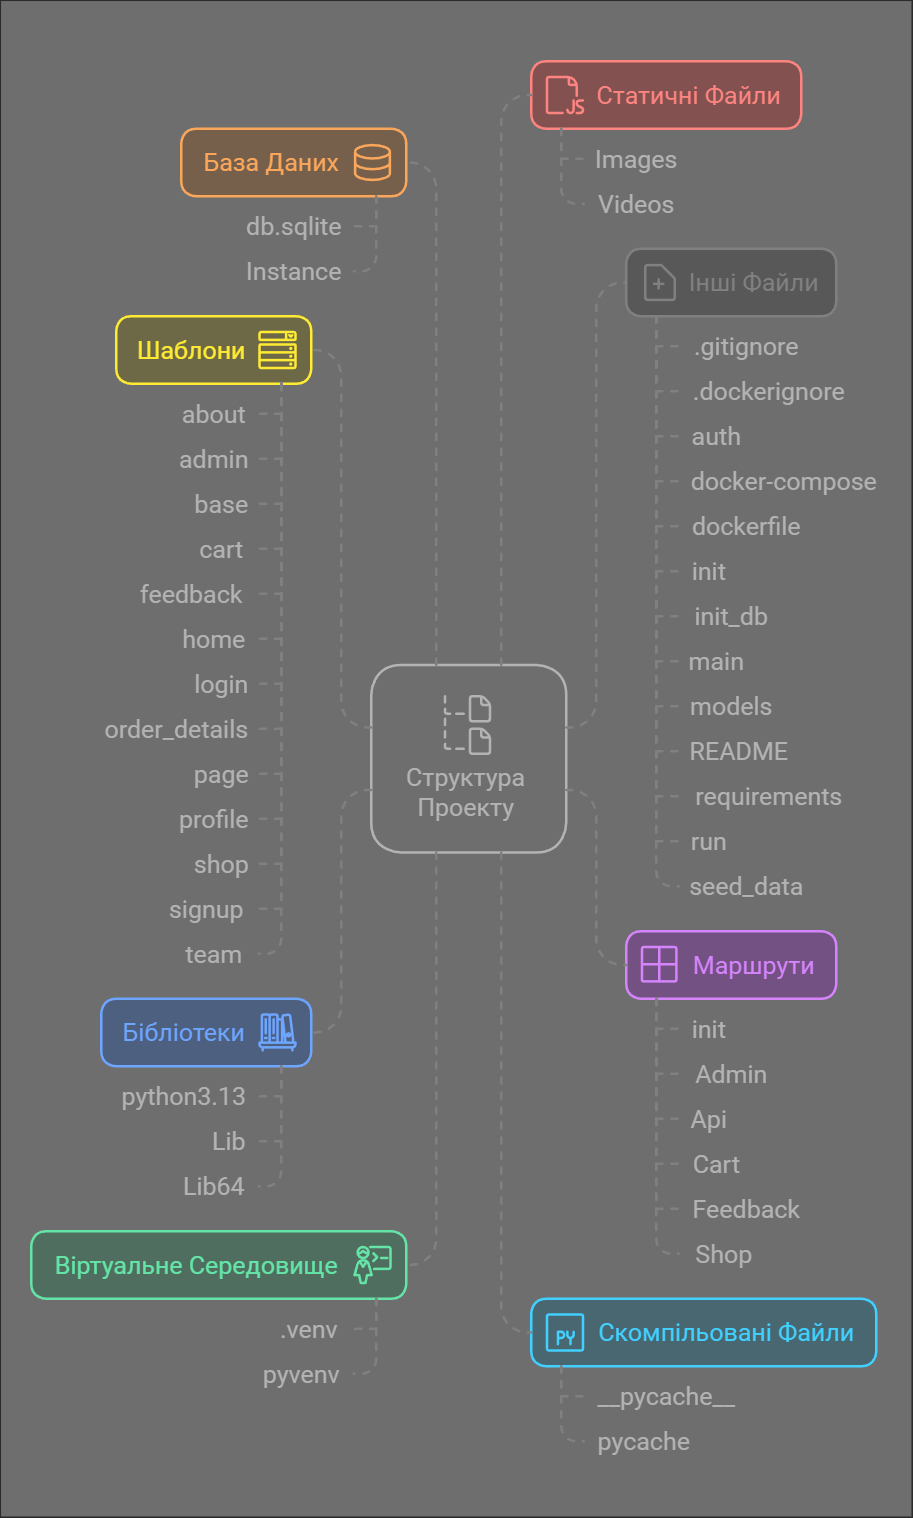 Статичні Файли
Images
Videos
База Даних
db.sqlite
Instance
Інші Файли
.gitignore
.dockerignore
auth
docker-compose
dockerfile
init
init_db
main
models
README
requirements
run
seed_data
Шаблони
about
admin
base
cart
feedback
home
login
order_details
page
profile
shop
signup
team
Структура
Проекту
Маршрути
init
Admin
Api
Cart
Feedback
Shop
Бібліотеки
python3.13
Lib
Lib64
Віртуальне Середовище
.venv
pyvenv
Скомпільовані Файли
__pycache__
pycache
JS
PY